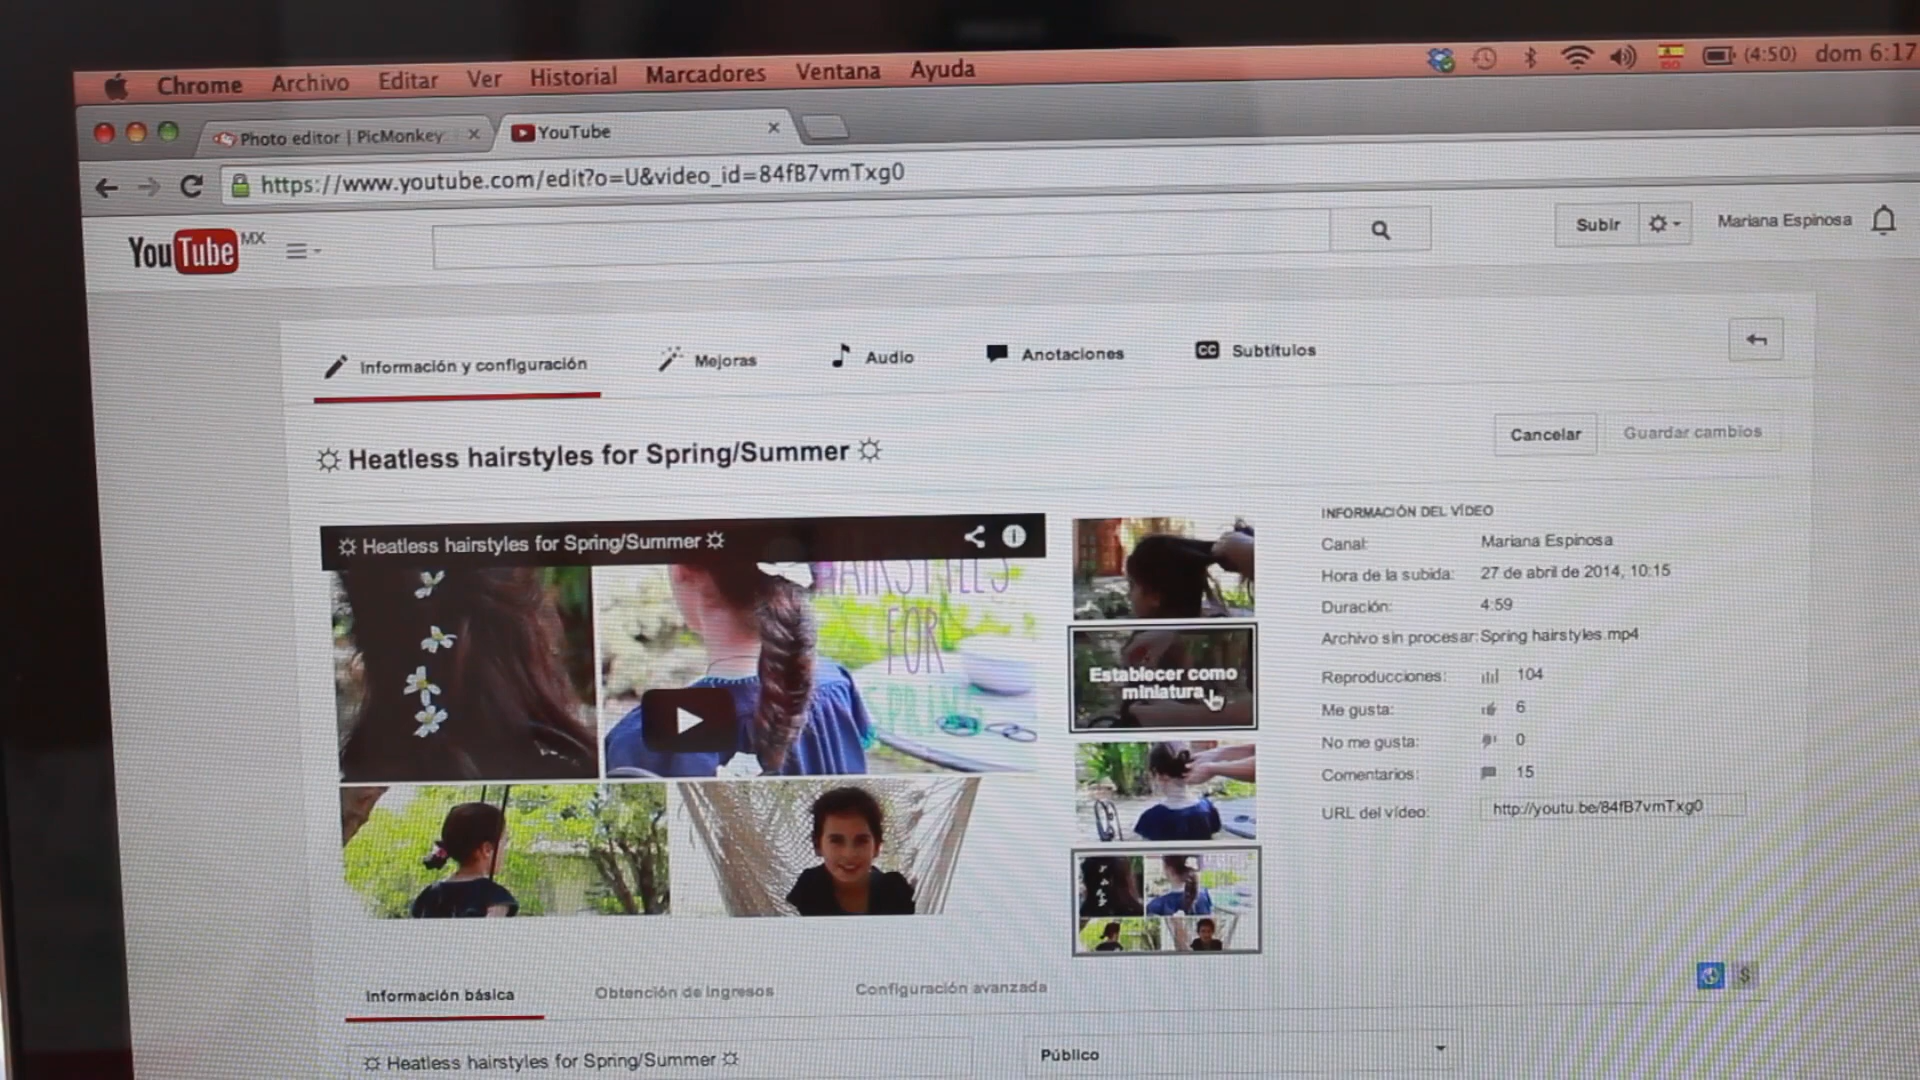 Chrome Archivo Editar Ver Historial Marcadores Ventana Ayuda (4:50) dom 6:17
Photo editor | PicMonkey YouTube
https://www.youtube.com/edit?o=U&video_id=84fB7vmTxg0
YouTube MX Subir Mariana Espinosa
Información y configuración Mejoras Audio Anotaciones CC Subtítulos
☼ Heatless hairstyles for Spring/Summer ☼ Cancelar Guardar cambios
☼ Heatless hairstyles for Spring/Summer ☼
HAIRSTYLES
FOR
SPRING
Establecer como
miniatura
INFORMACIÓN DEL VÍDEO
Canal: Mariana Espinosa
Hora de la subida: 27 de abril de 2014, 10:15
Duración: 4:59
Archivo sin procesar: Spring hairstyles.mp4
Reproducciones: 104
Me gusta: 6
No me gusta: 0
Comentarios: 15
URL del vídeo: http://youtu.be/84fB7vmTxg0
$
Información básica Obtención de ingresos Configuración avanzada
☼ Heatless hairstyles for Spring/Summer ☼ Público